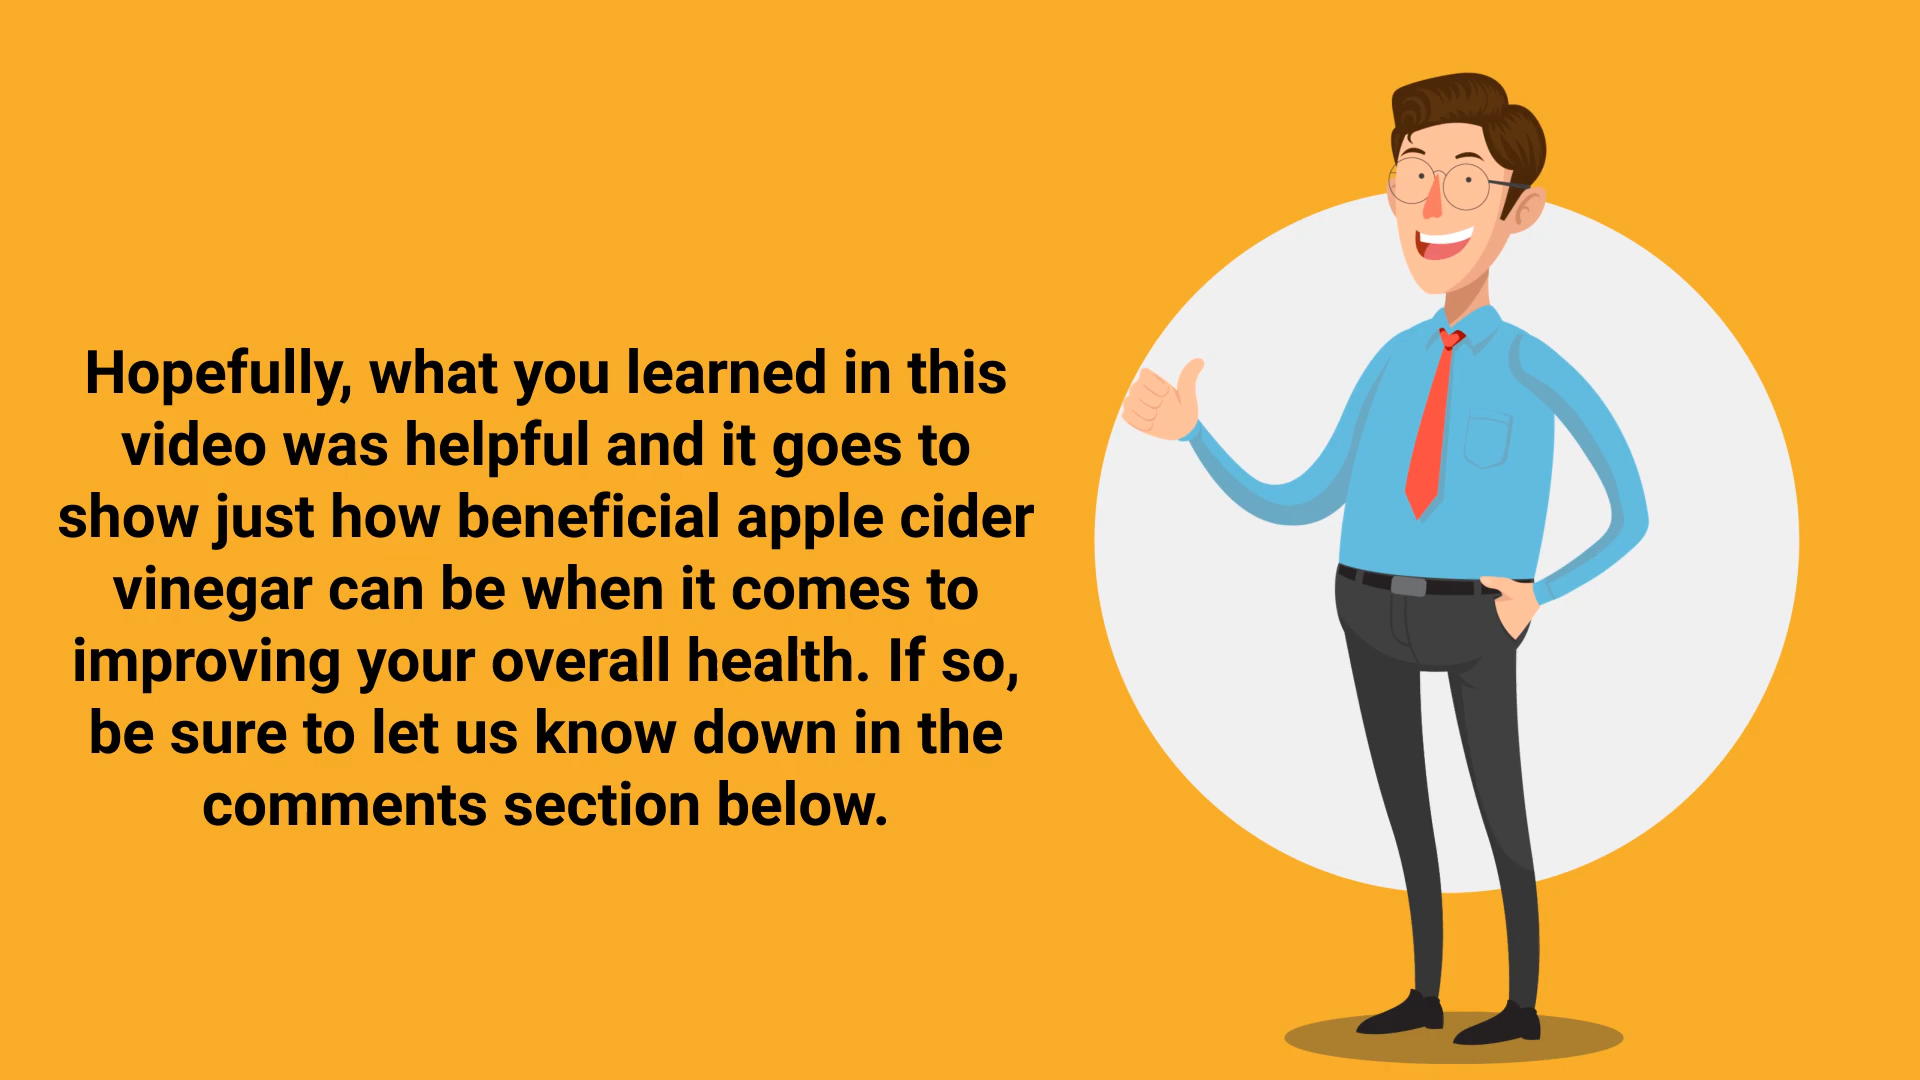 Hopefully, what you learned in this
video was helpful and it goes to
show just how beneficial apple cider
vinegar can be when it comes to
improving your overall health. If so,
be sure to let us know down in the
comments section below.